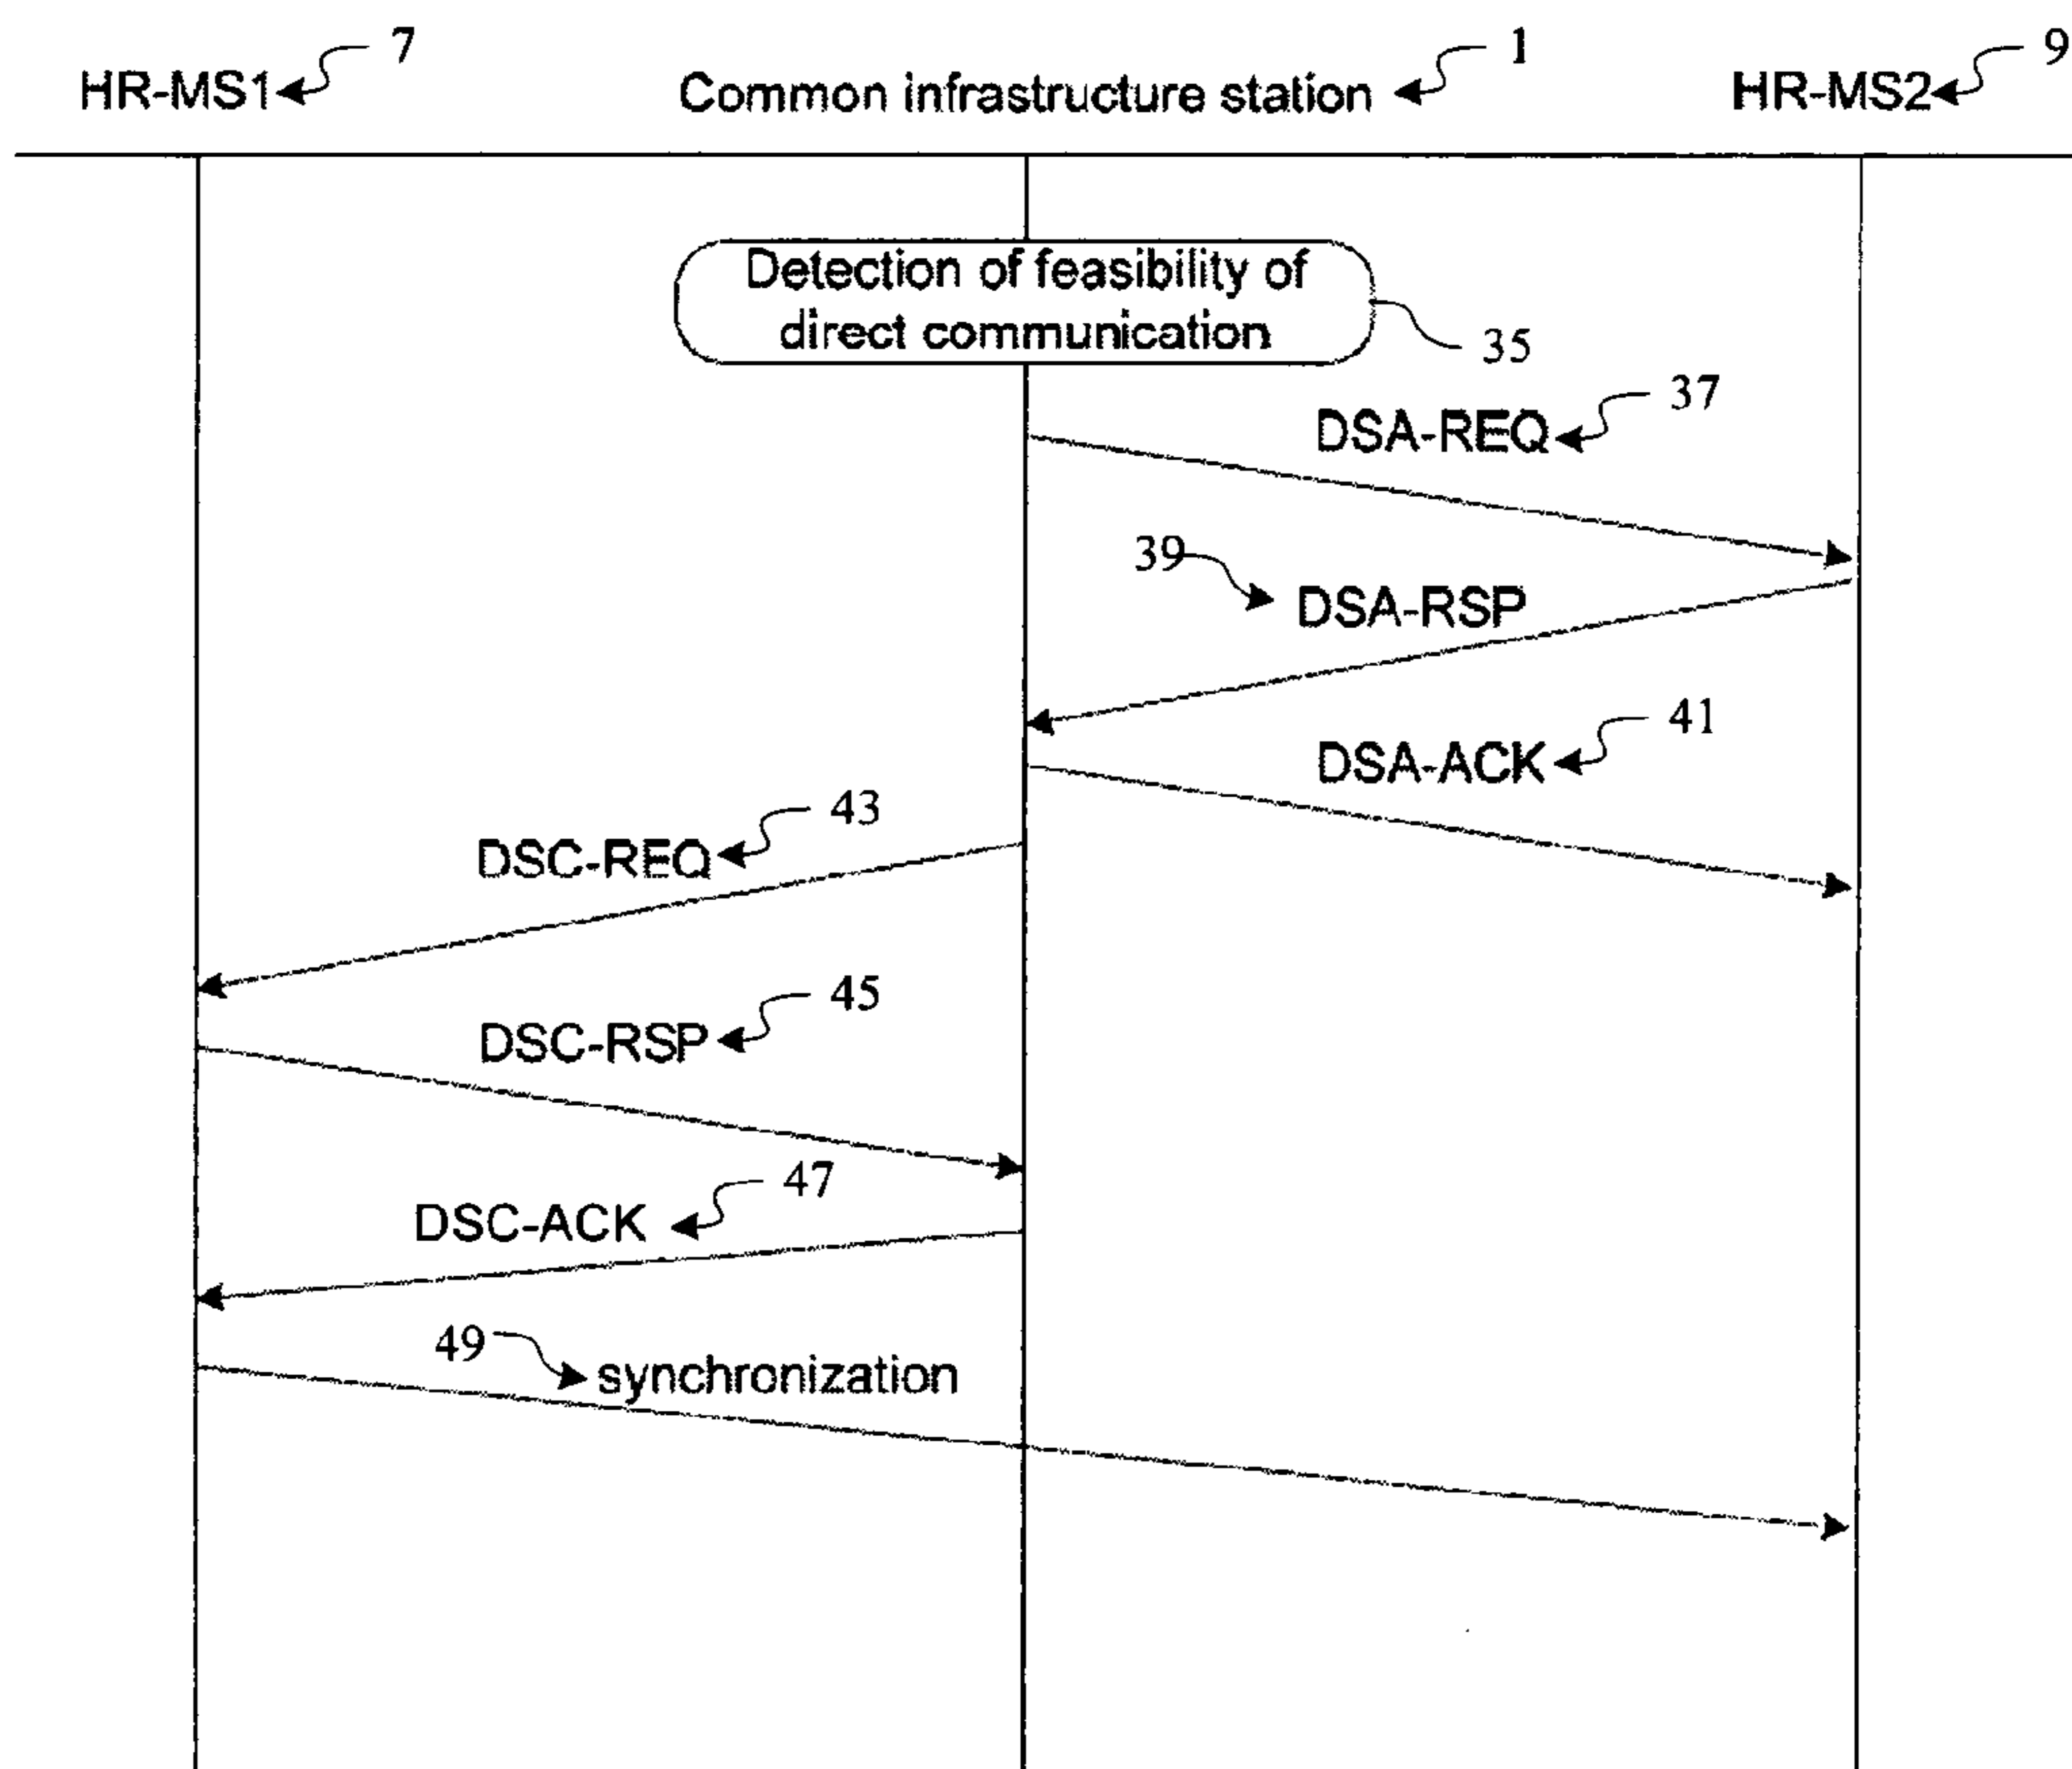 7
1
9
HR-MS1
Common infrastructure station
HR-MS2
Detection of feasibility of
direct communication
35
37
DSA-REQ
39
DSA-RSP
41
DSA-ACK
43
DSC-REQ
45
DSC-RSP
47
DSC-ACK
49
synchronization